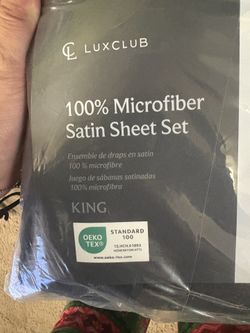 LUXCLUB
100% Microfiber
Satin Sheet Set
Ensemble de draps en satin
100 % microfibre
Juego de sábanas satinadas
100% microfibra
KING
OEKO
TEX®
STANDARD
100
www.oeko-tex.com